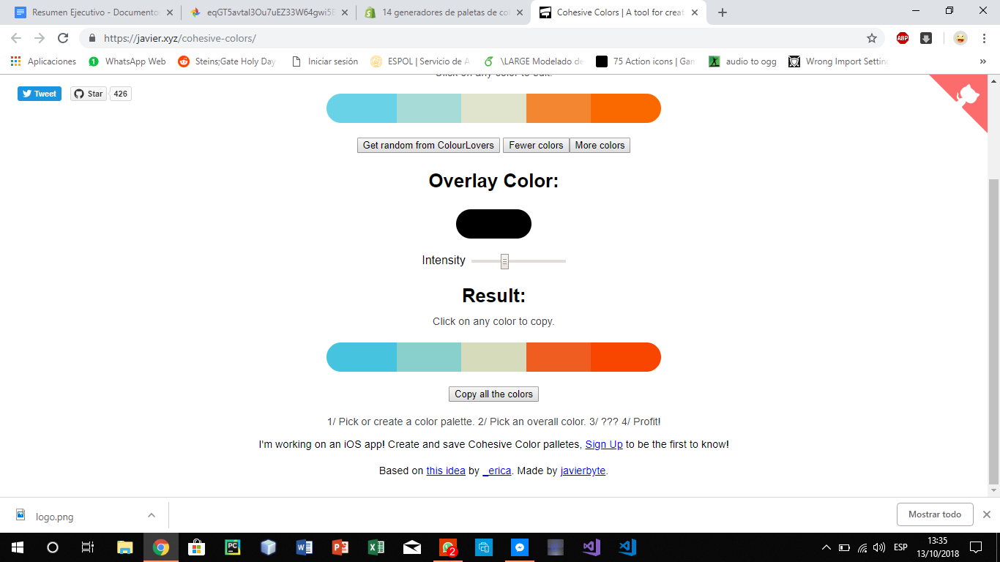 Resumen Ejecutivo - Documento
eqGT5avtal3Ou7uEZ33W64gwi5E
14 generadores de paletas de co
Cohesive Colors | A tool for creat
https://javier.xyz/cohesive-colors/
ABP
Aplicaciones
WhatsApp Web
Steins;Gate Holy Day
Iniciar sesión
ESPOL | Servicio de A
\LARGE Modelado de
75 Action icons | Gam
audio to ogg
Wrong Import Setting
»
Click on any color to edit.
Tweet
Star
426
Get random from ColourLovers
Fewer colors
More colors
Overlay Color:
Intensity
Result:
Click on any color to copy.
Copy all the colors
1/ Pick or create a color palette. 2/ Pick an overall color. 3/ ??? 4/ Profit!
I'm working on an iOS app! Create and save Cohesive Color palletes, Sign Up to be the first to know!
Based on this idea by _erica. Made by javierbyte.
logo.png
Mostrar todo
2
ESP
13:35
13/10/2018